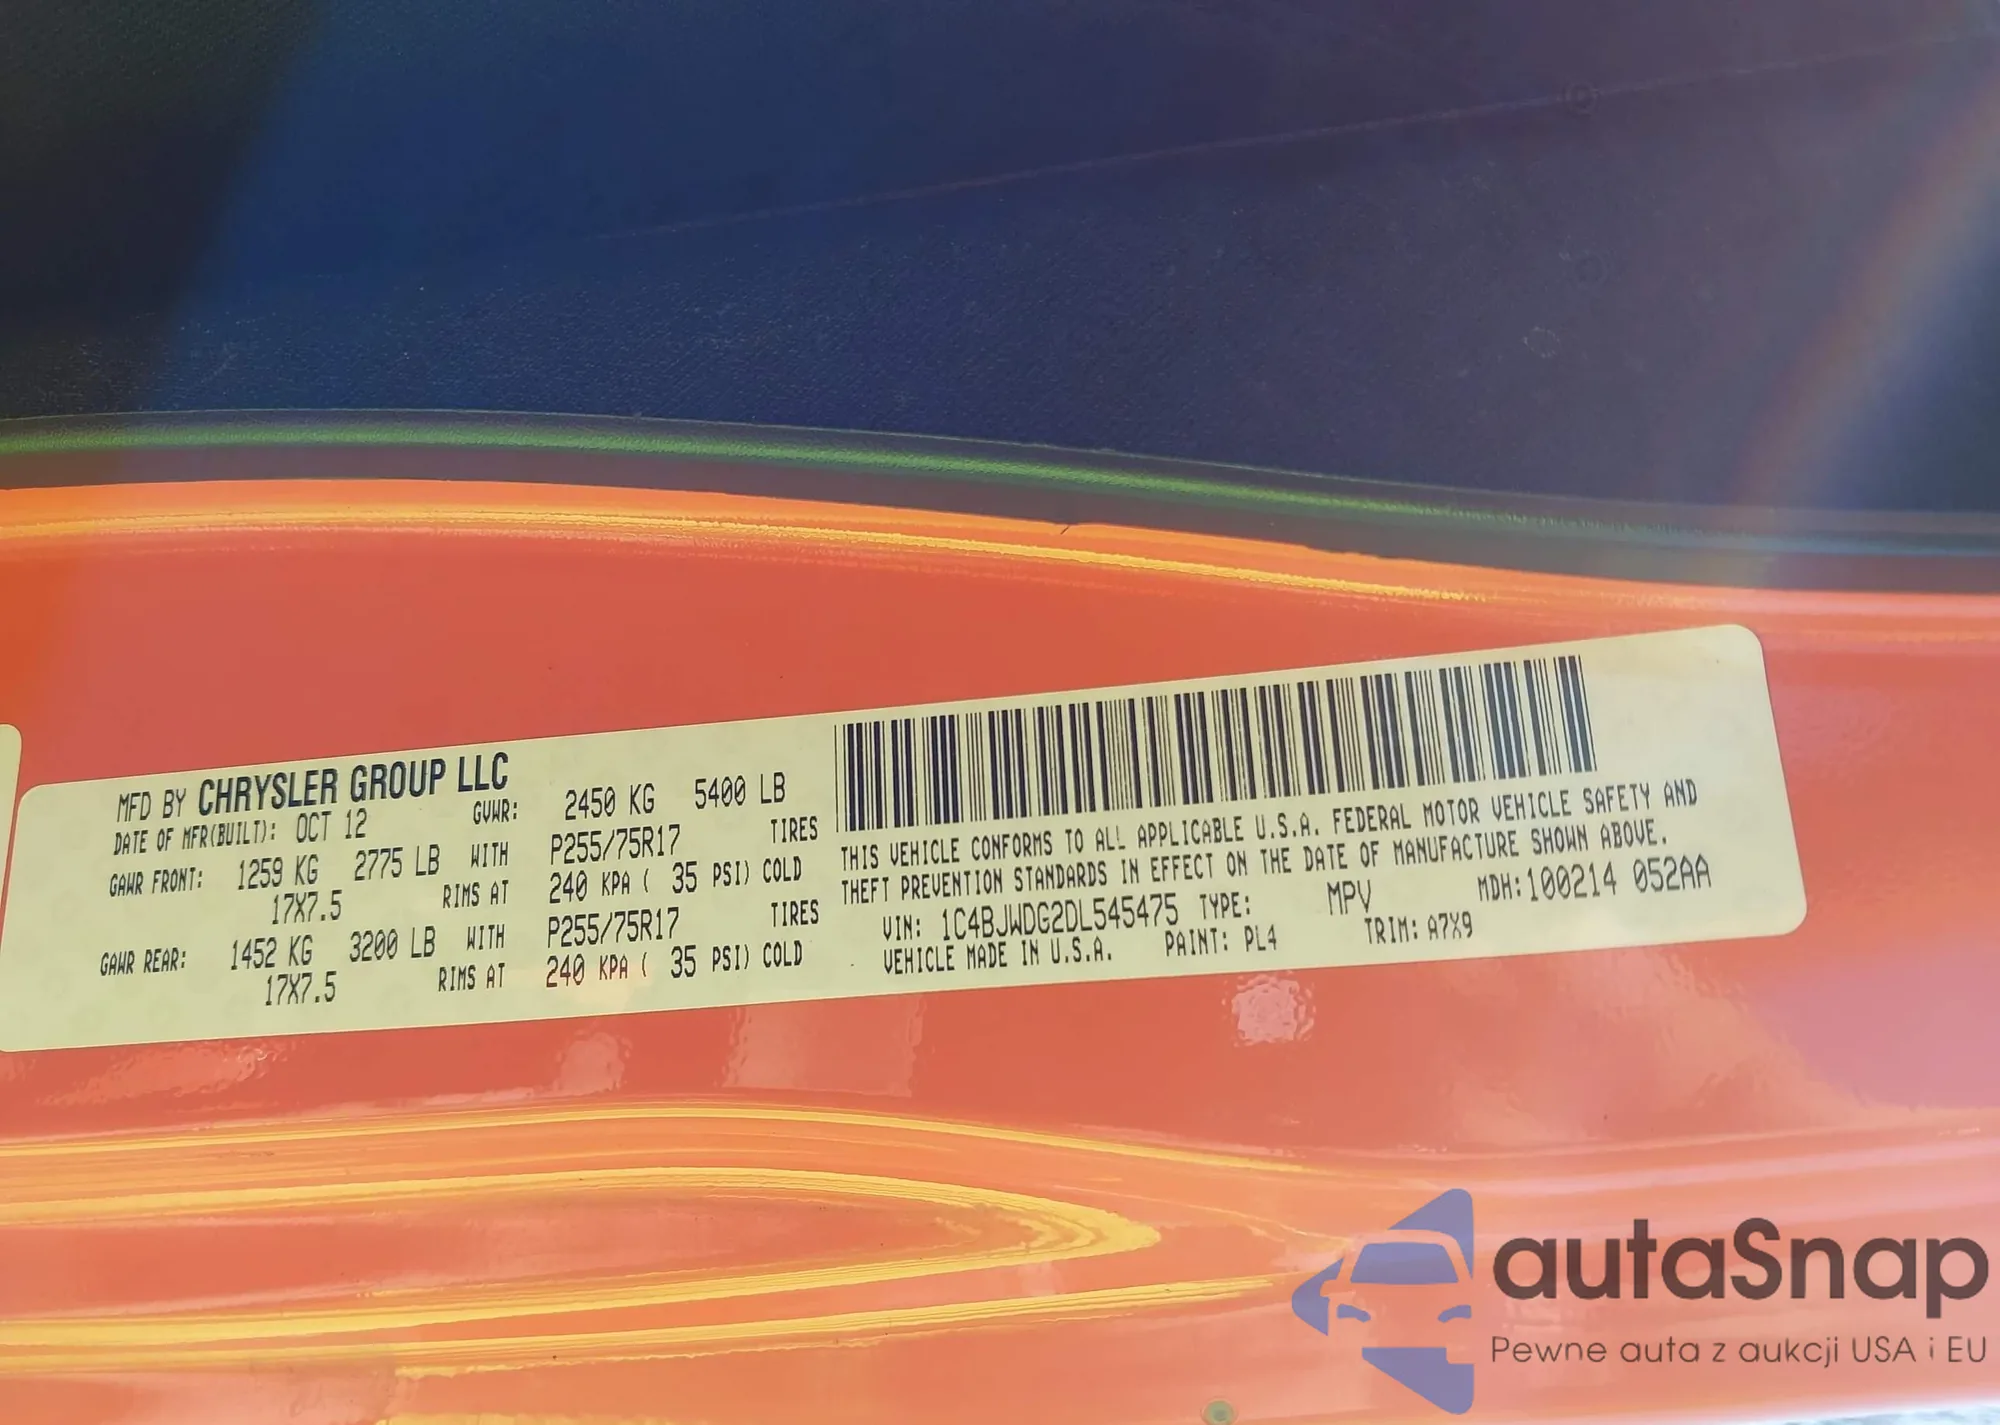 MFD BY CHRYSLER GROUP LLC
DATE OF MFR(BUILT): OCT 12 GVWR: 2450 KG 5400 LB
GAWR FRONT: 1259 KG 2775 LB WITH P255/75R17 TIRES
17X7.5 RIMS AT 240 KPA ( 35 PSI) COLD
GAWR REAR: 1452 KG 3200 LB WITH P255/75R17 TIRES
17X7.5 RIMS AT 240 KPA ( 35 PSI) COLD
THIS VEHICLE CONFORMS TO ALL APPLICABLE U.S.A. FEDERAL MOTOR VEHICLE SAFETY AND
THEFT PREVENTION STANDARDS IN EFFECT ON THE DATE OF MANUFACTURE SHOWN ABOVE.
VIN: 1C4BJWDG2DL545475 TYPE: MPV MDH:100214 052AA
VEHICLE MADE IN U.S.A. PAINT: PL4 TRIM: A7X9
autaSnap
Pewne auta z aukcji USA i EU